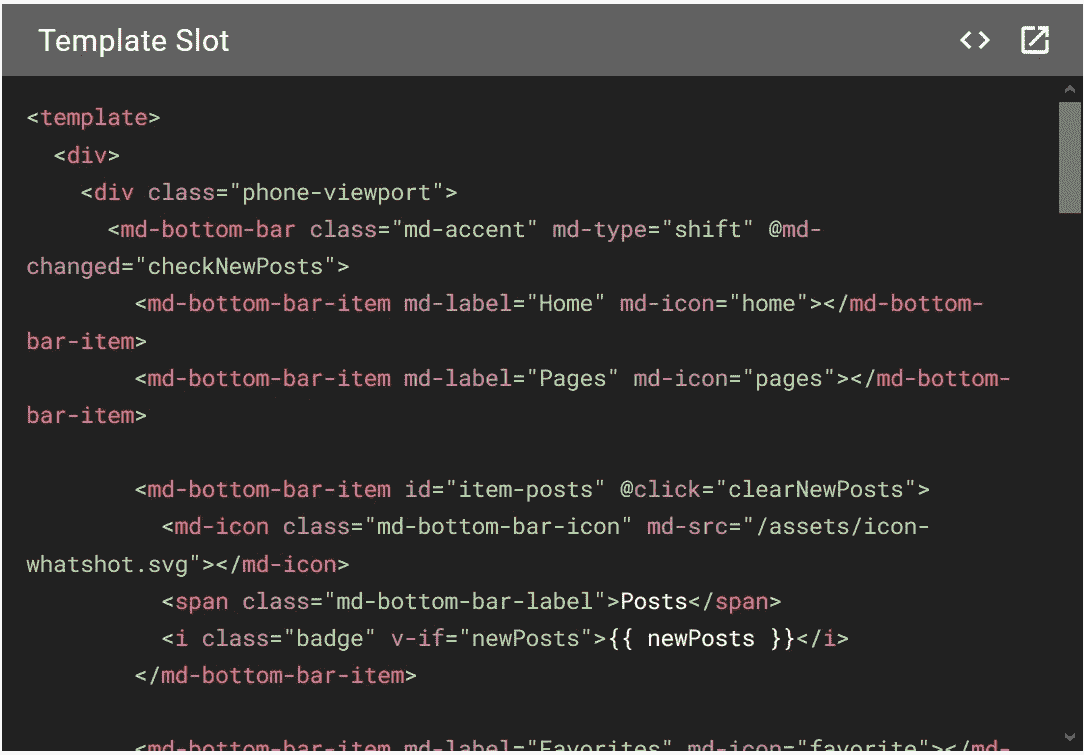 Template Slot
<template>
<div>
<div class="phone-viewport">
<md-bottom-bar class="md-accent" md-type="shift" @md-
changed="checkNewPosts">
<md-bottom-bar-item md-label="Home" md-icon="home"></md-bottom-
bar-item>
<md-bottom-bar-item md-label="Pages" md-icon="pages"></md-bottom-
bar-item>
<md-bottom-bar-item id="item-posts" @click="clearNewPosts">
<md-icon class="md-bottom-bar-icon" md-src="/assets/icon-
whatshot.svg"></md-icon>
<span class="md-bottom-bar-label">Posts</span>
<i class="badge" v-if="newPosts">{{ newPosts }}</i>
</md-bottom-bar-item>
<md-bottom-bar-item md-label="Favorites" md-icon="favorite"></md-